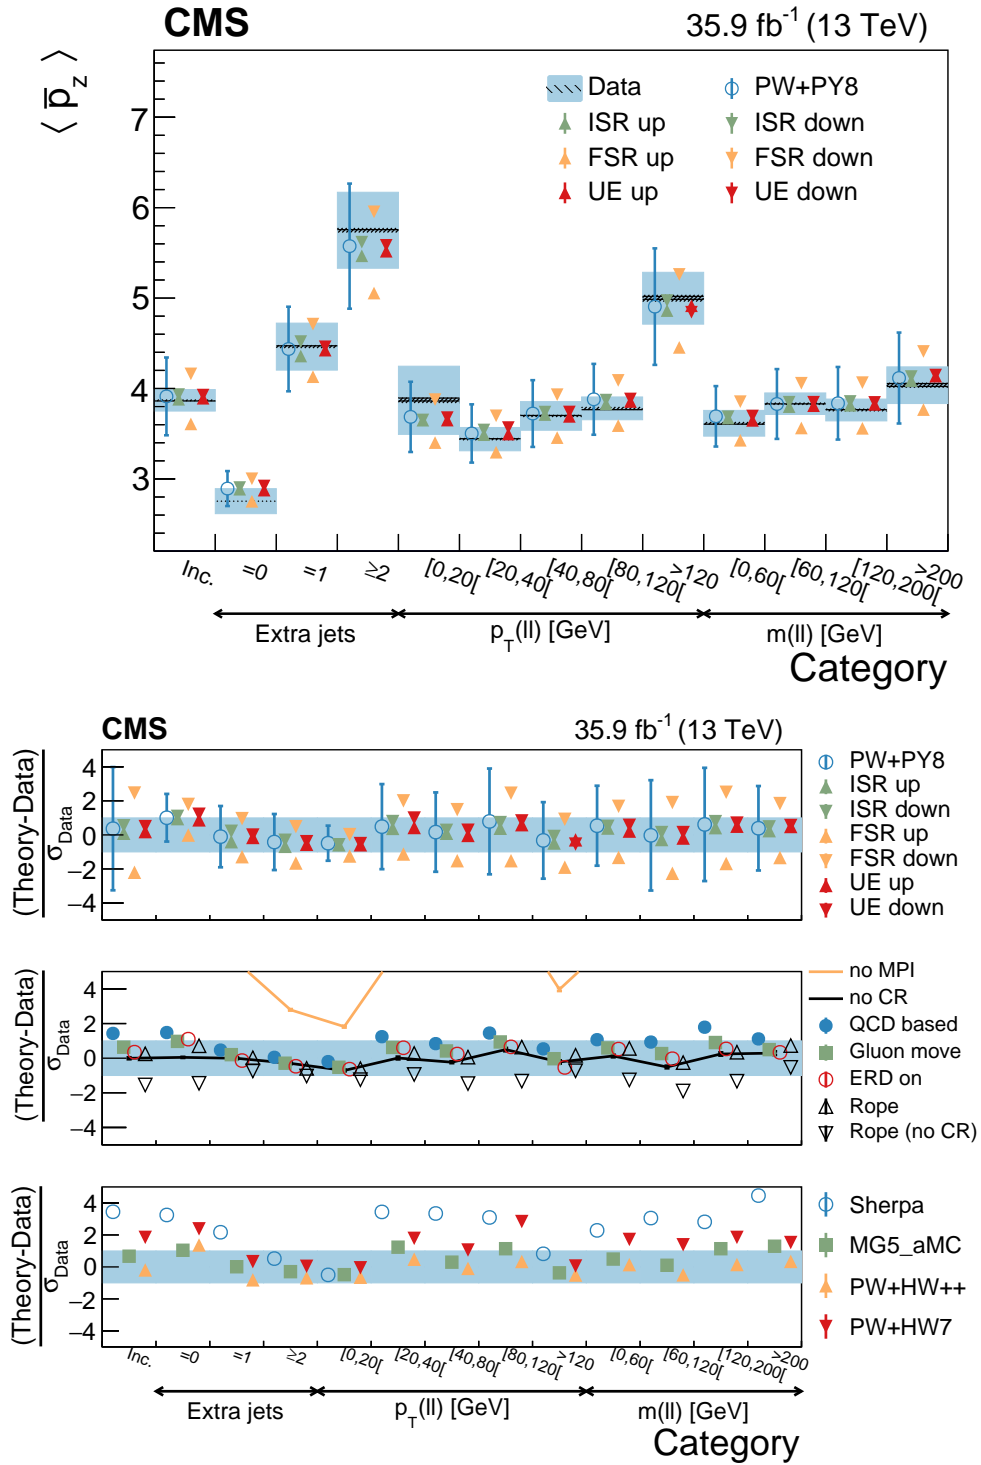 CMS 35.9 fb⁻¹ (13 TeV)
⟨ p̅_z ⟩
Data PW+PY8
ISR up ISR down
FSR up FSR down
UE up UE down
7
6
5
4
3
Inc. =0 =1 ≥2 [0,20[ [20,40[ [40,80[ [80,120[ >120 [0,60[ [60,120[ [120,200[ >200
Extra jets p_T(ll) [GeV] m(ll) [GeV]
Category
CMS 35.9 fb⁻¹ (13 TeV)
(Theory-Data)
σ_Data
4
2
0
−2
−4
PW+PY8
ISR up
ISR down
FSR up
FSR down
UE up
UE down
(Theory-Data)
σ_Data
4
2
0
−2
−4
no MPI
no CR
QCD based
Gluon move
ERD on
Rope
Rope (no CR)
(Theory-Data)
σ_Data
4
2
0
−2
−4
Sherpa
MG5_aMC
PW+HW++
PW+HW7
Inc. =0 =1 ≥2 [0,20[ [20,40[ [40,80[ [80,120[ >120 [0,60[ [60,120[ [120,200[ >200
Extra jets p_T(ll) [GeV] m(ll) [GeV]
Category